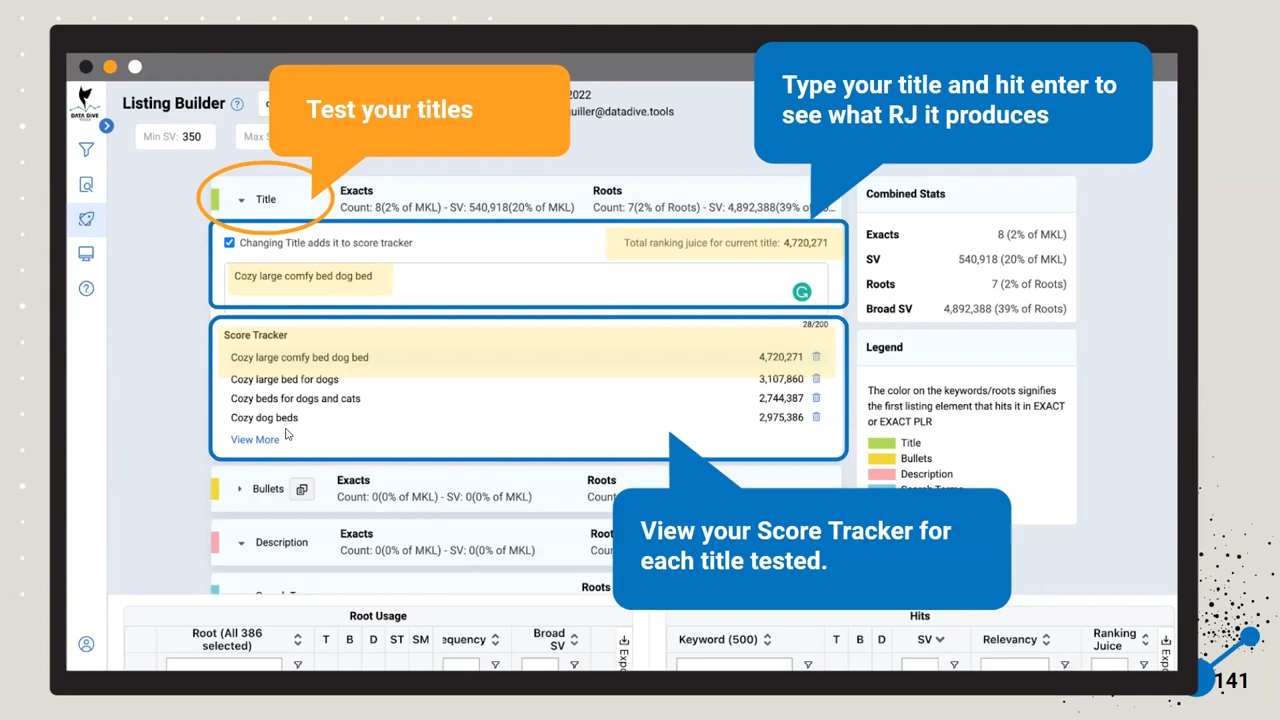 Test your titles
Type your title and hit enter to
see what RJ it produces
DATA DIVE
TOOLS
Listing Builder
2022
uiller@datadive.tools
Min SV: 350
Max
Title
Exacts
Count: 8(2% of MKL) - SV: 540,918(20% of MKL)
Roots
Count: 7(2% of Roots) - SV: 4,892,388(39% of Ro…
Changing Title adds it to score tracker
Total ranking juice for current title: 4,720,271
Cozy large comfy bed dog bed
28/200
Score Tracker
Cozy large comfy bed dog bed 4,720,271
Cozy large bed for dogs 3,107,860
Cozy beds for dogs and cats 2,744,387
Cozy dog beds 2,975,386
View More
Combined Stats
Exacts 8 (2% of MKL)
SV 540,918 (20% of MKL)
Roots 7 (2% of Roots)
Broad SV 4,892,388 (39% of Roots)
Legend
The color on the keywords/roots signifies
the first listing element that hits it in EXACT
or EXACT PLR
Title
Bullets
Description
Bullets
Exacts
Count: 0(0% of MKL) - SV: 0(0% of MKL)
Roots
Cou
Description
Exacts
Count: 0(0% of MKL) - SV: 0(0% of MKL)
Roo
Cou
Roots
View your Score Tracker for
each title tested.
Root Usage
Root (All 386
selected)
T B D ST SM equency Broad
SV
Expo
Hits
Keyword (500) T B D SV Relevancy Ranking
Juice
Expo
141